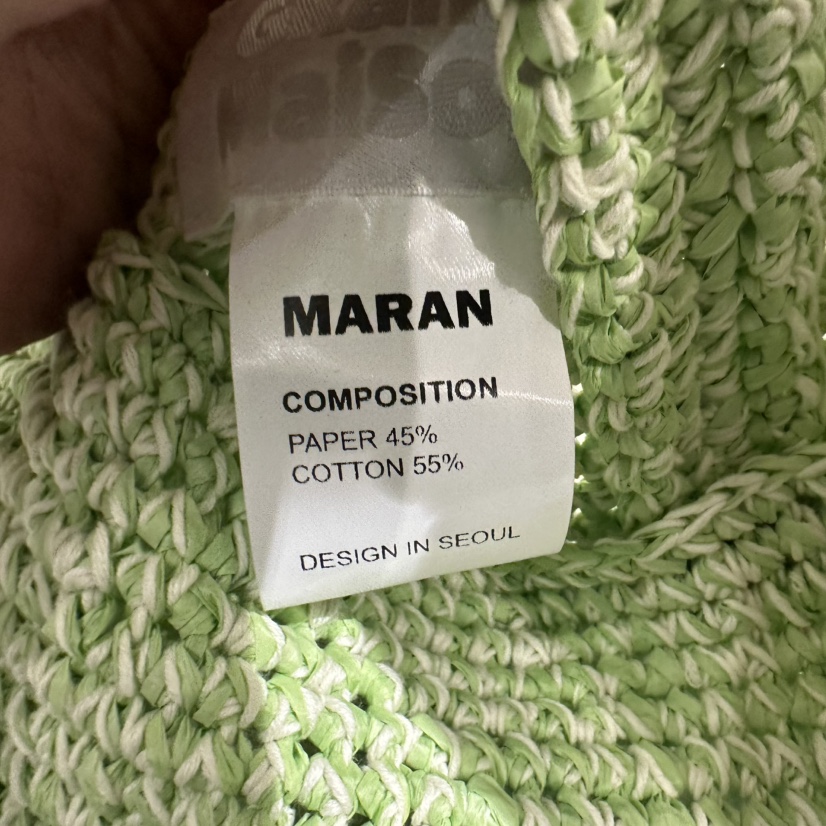 MARAN
COMPOSITION
PAPER 45%
COTTON 55%
DESIGN IN SEOUL